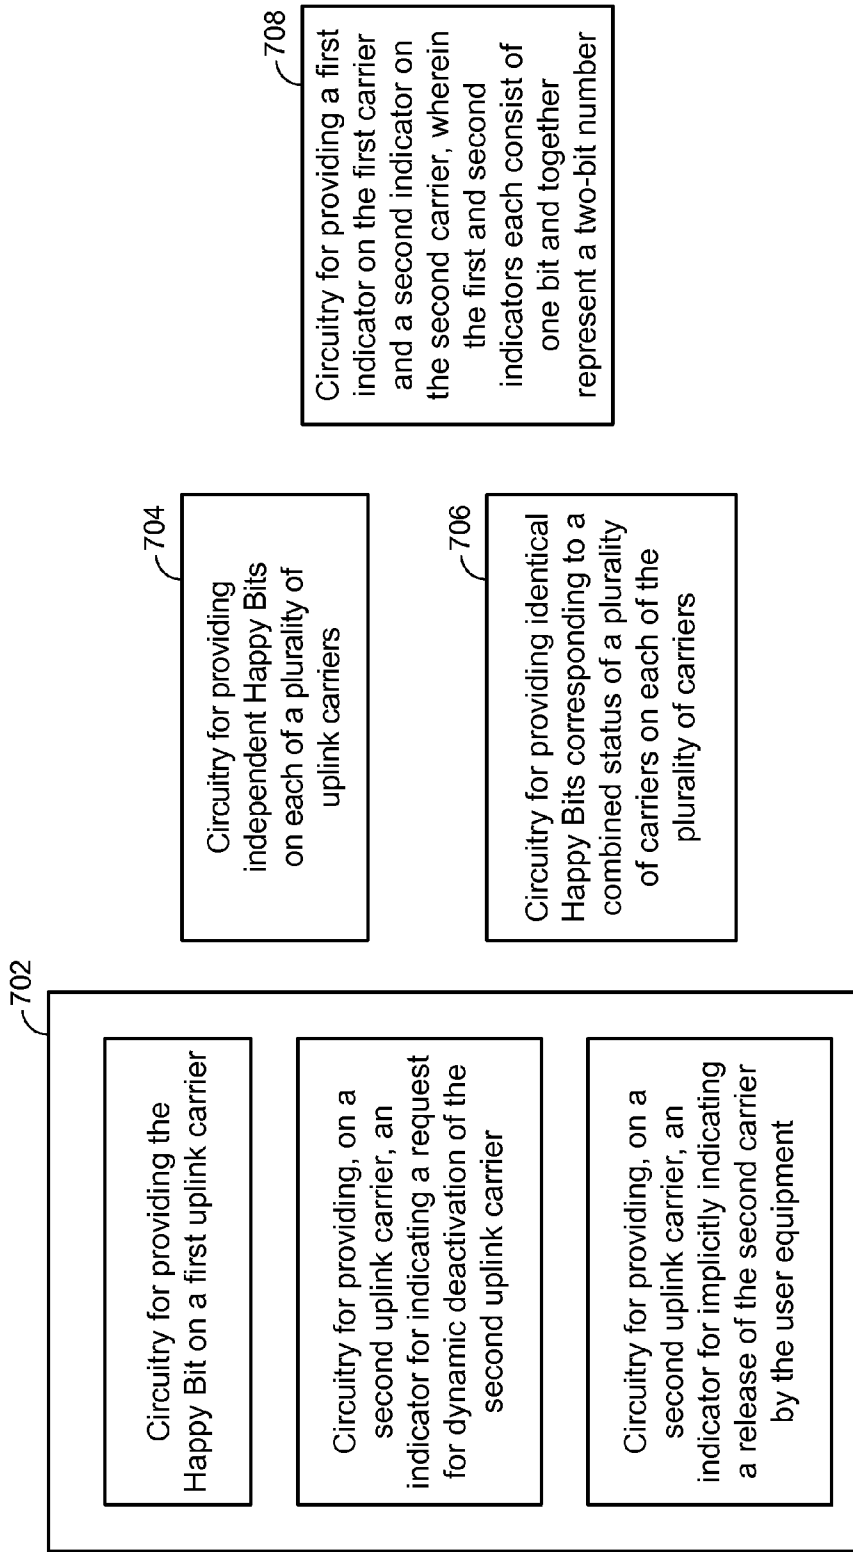 702
Circuitry for providing the
Happy Bit on a first uplink carrier
Circuitry for providing, on a
second uplink carrier, an
indicator for indicating a request
for dynamic deactivation of the
second uplink carrier
Circuitry for providing, on a
second uplink carrier, an
indicator for implicitly indicating
a release of the second carrier
by the user equipment
704
Circuitry for providing
independent Happy Bits
on each of a plurality of
uplink carriers
706
Circuitry for providing identical
Happy Bits corresponding to a
combined status of a plurality
of carriers on each of the
plurality of carriers
708
Circuitry for providing a first
indicator on the first carrier
and a second indicator on
the second carrier, wherein
the first and second
indicators each consist of
one bit and together
represent a two-bit number